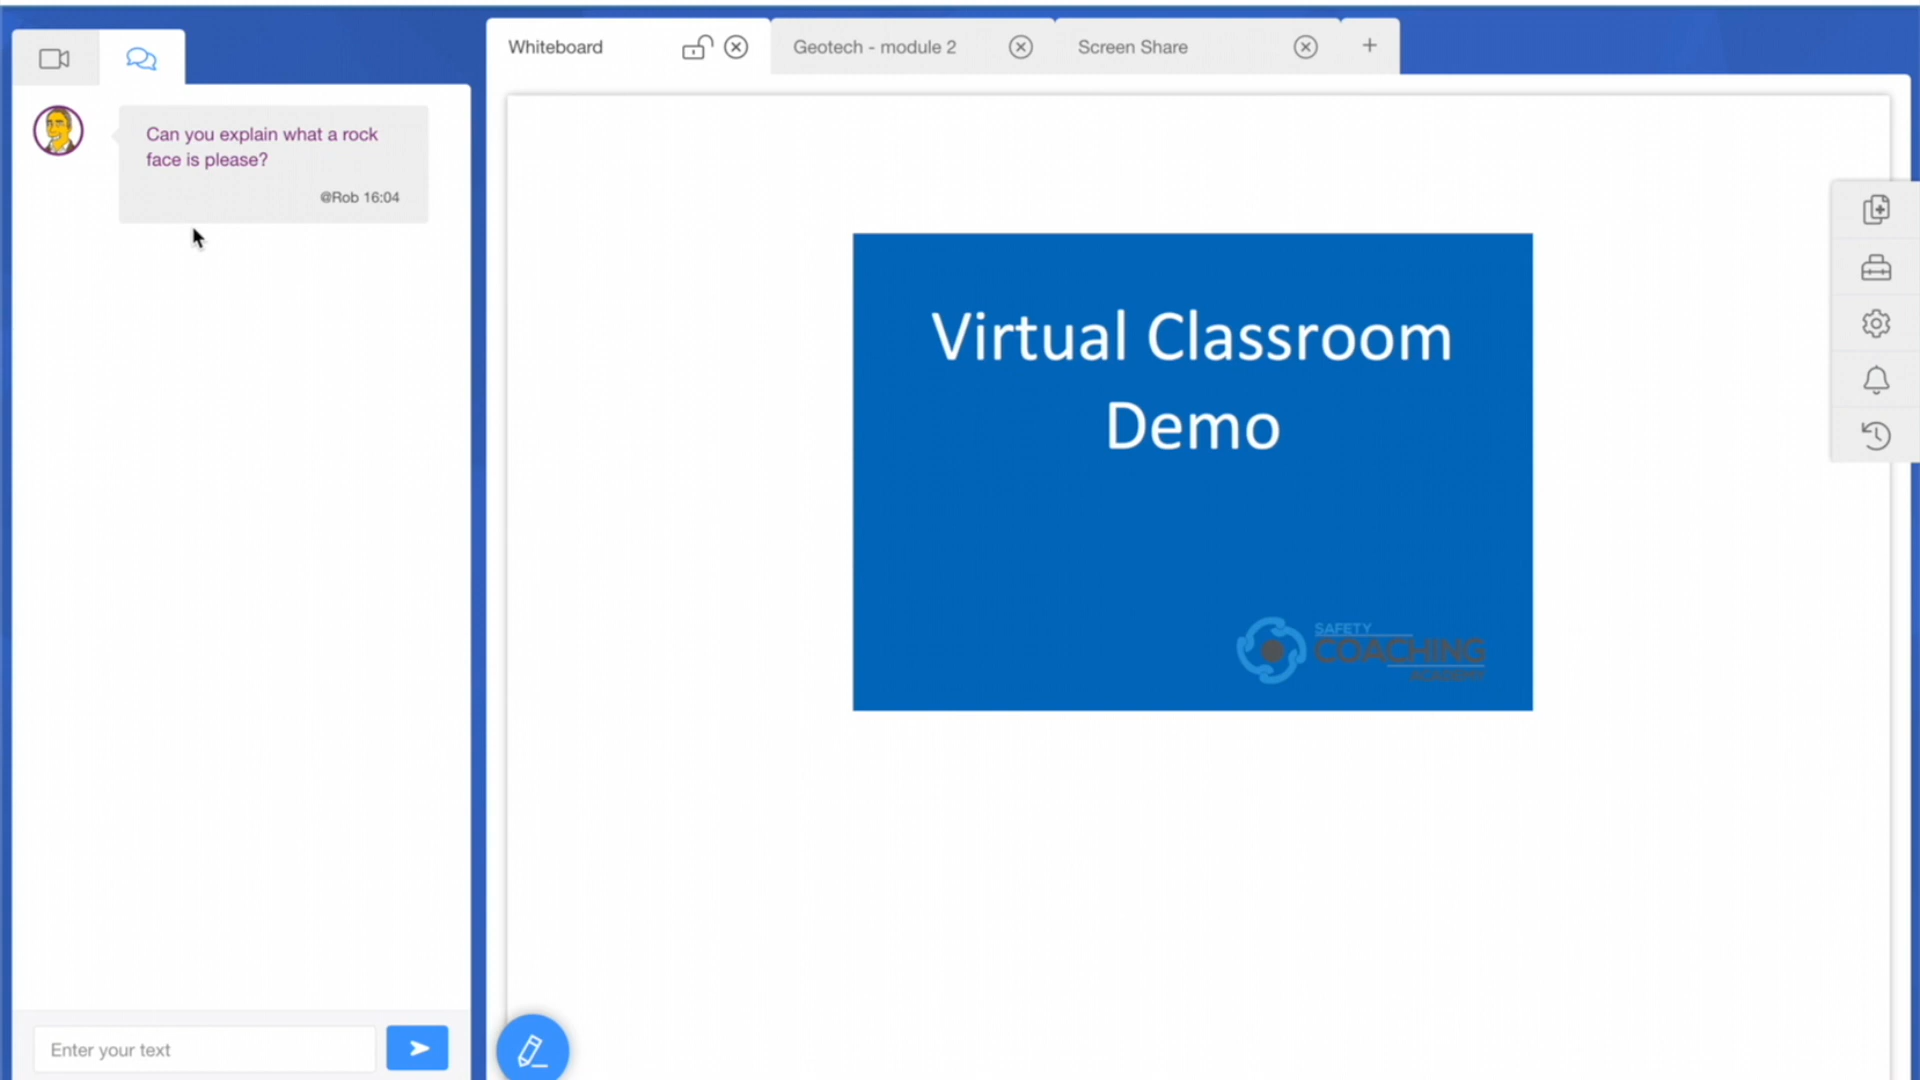 Whiteboard
Geotech - module 2
Screen Share
Can you explain what a rock
face is please?
@Rob 16:04
Virtual Classroom
Demo
SAFETY
COACHING
ACADEMY
Enter your text